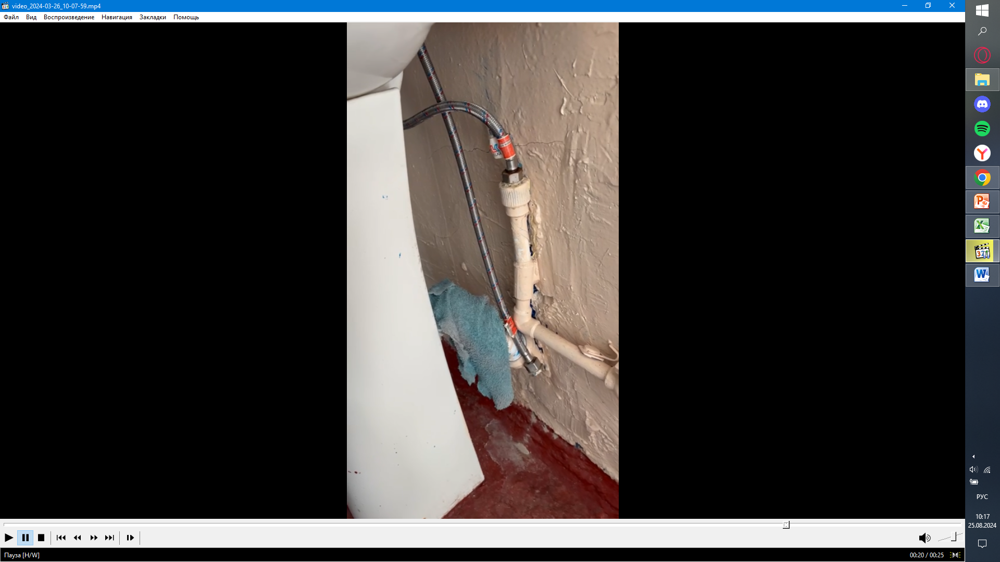 video_2024-03-26_10-07-59.mp4
Файл Вид Воспроизведение Навигация Закладки Помощь
РУС
10:17
25.08.2024
Пауза [H/W]
00:20 / 00:25